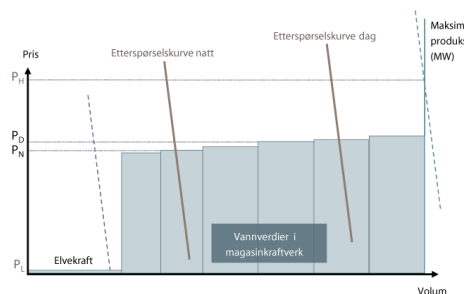 Maksim
produks
(MW)
Etterspørselskurve dag
Etterspørselskurve natt
Pris
P_H
P_D
P_N
Vannverdier i
magasinkraftverk
Elvekraft
P_L
Volum